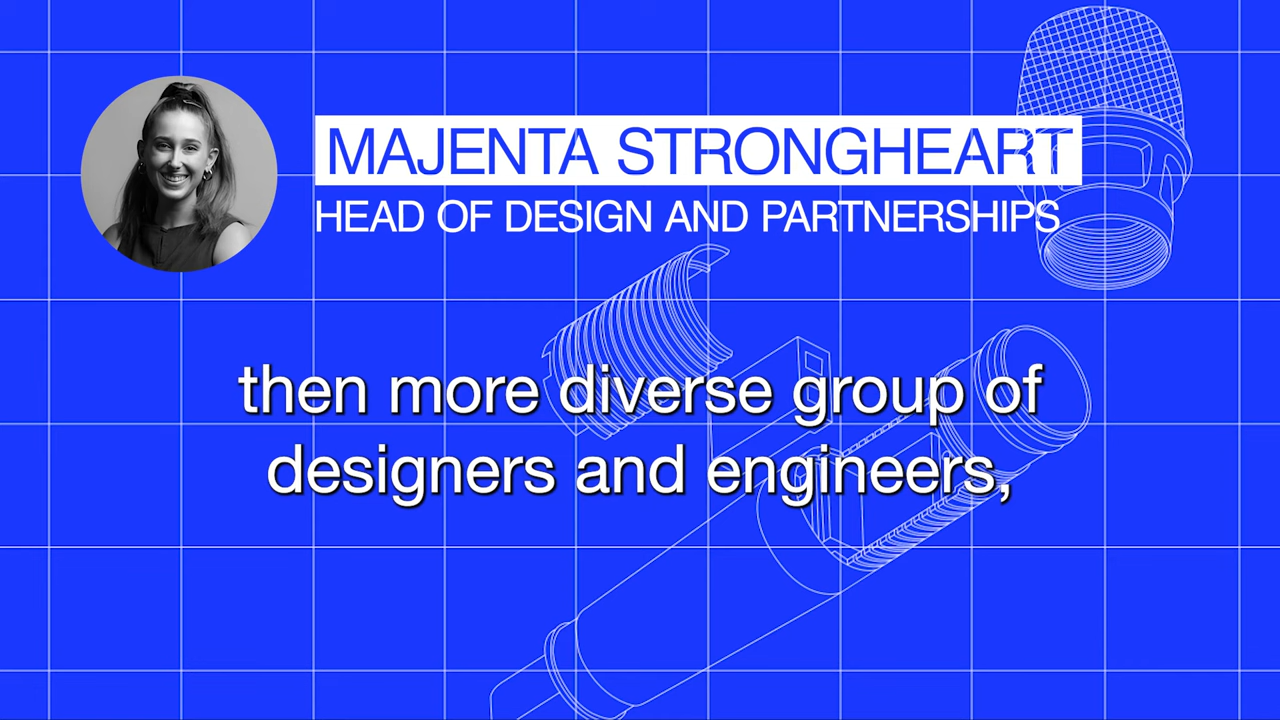 MAJENTA STRONGHEART
HEAD OF DESIGN AND PARTNERSHIPS
then more diverse group of
designers and engineers,